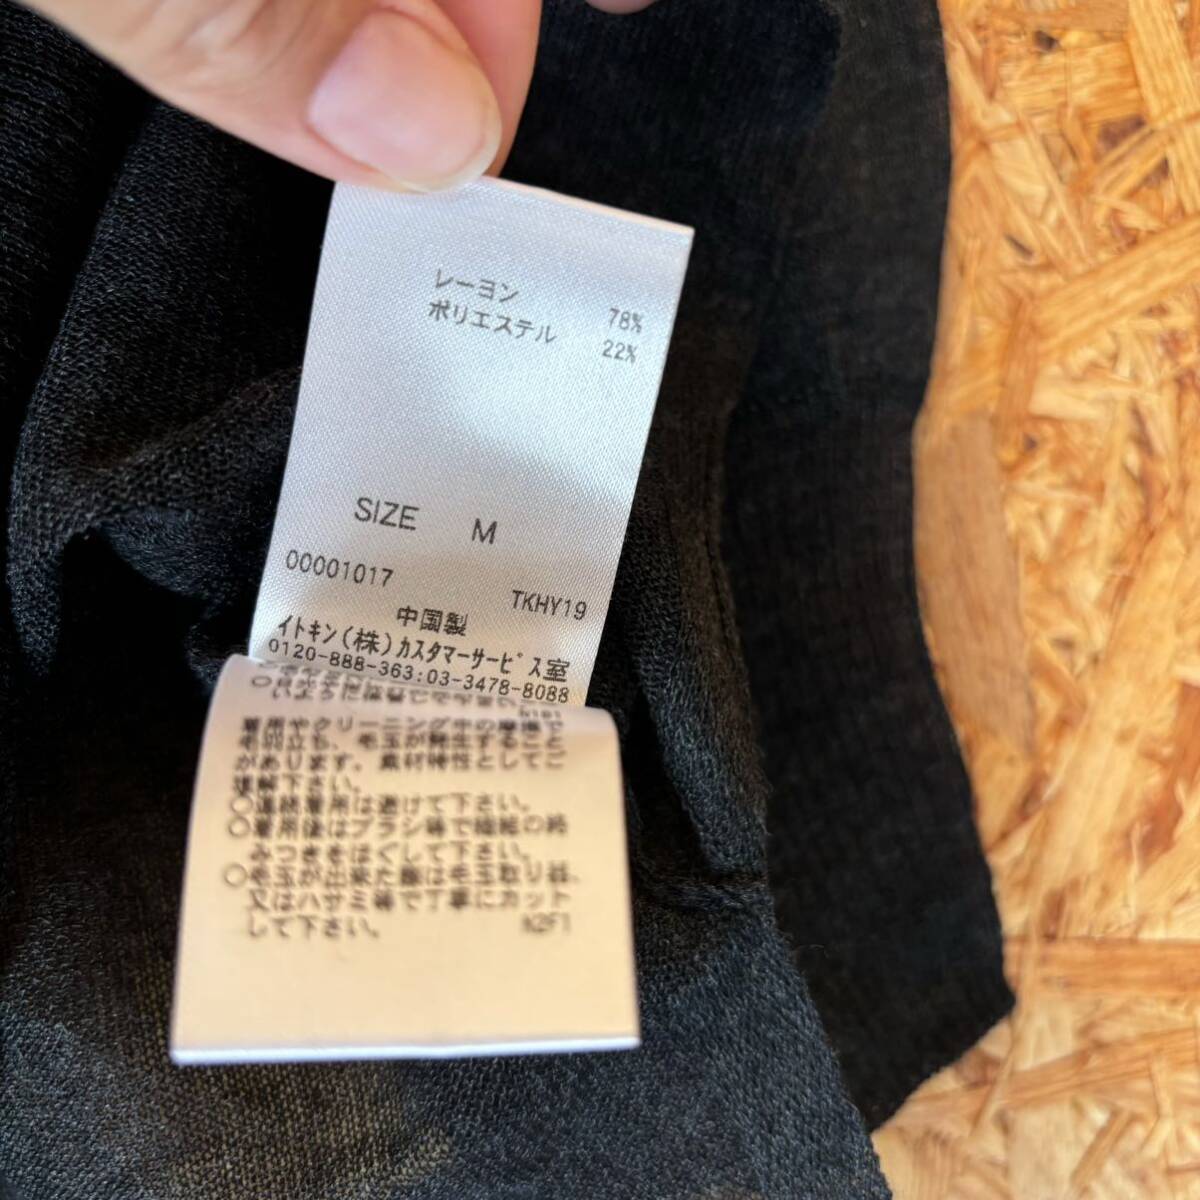 レーヨン 78%
ポリエステル 22%
SIZE M
00001017 TKHY19
中国製
イトキン(株)カスタマーサービス室
0120-888-363:03-3478-8088
着用やクリーニング中の摩擦で
毛羽立ち、毛玉が発生すること
があります。素材特性としてご
理解下さい。
○連続着用は避けて下さい。
○着用後はブラシ等で繊維の絡
みつきをほぐして下さい。
○毛玉が出来た際は毛玉取り器、
又はハサミ等で丁寧にカット
して下さい。